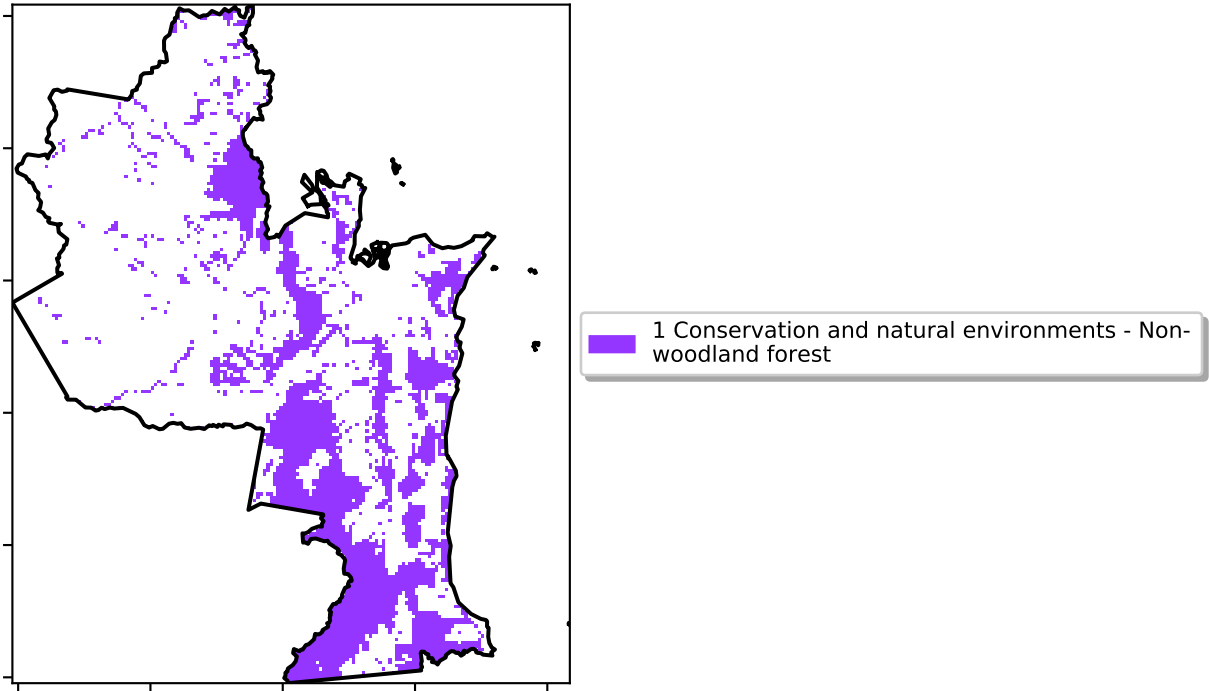 1 Conservation and natural environments - Non-
woodland forest